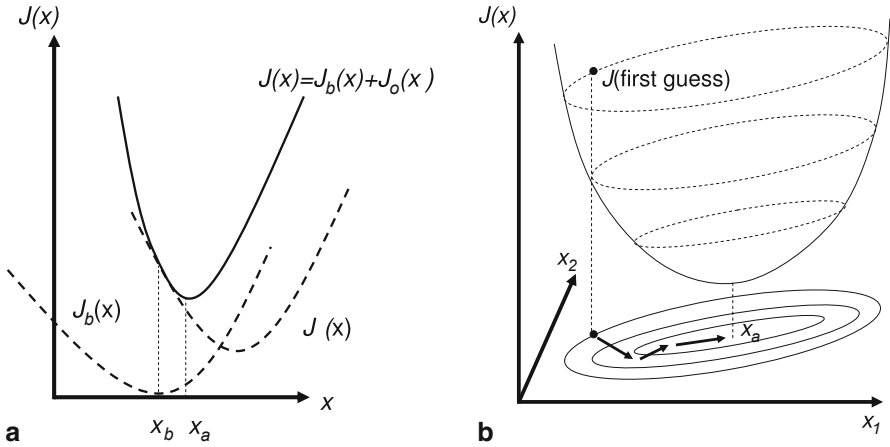 J(x)
J(x)=J_b(x)+J_o(x)
J_b(x)
J (x)
x
x_b x_a
a
J(x)
J(first guess)
x_2
x_a
x_1
b